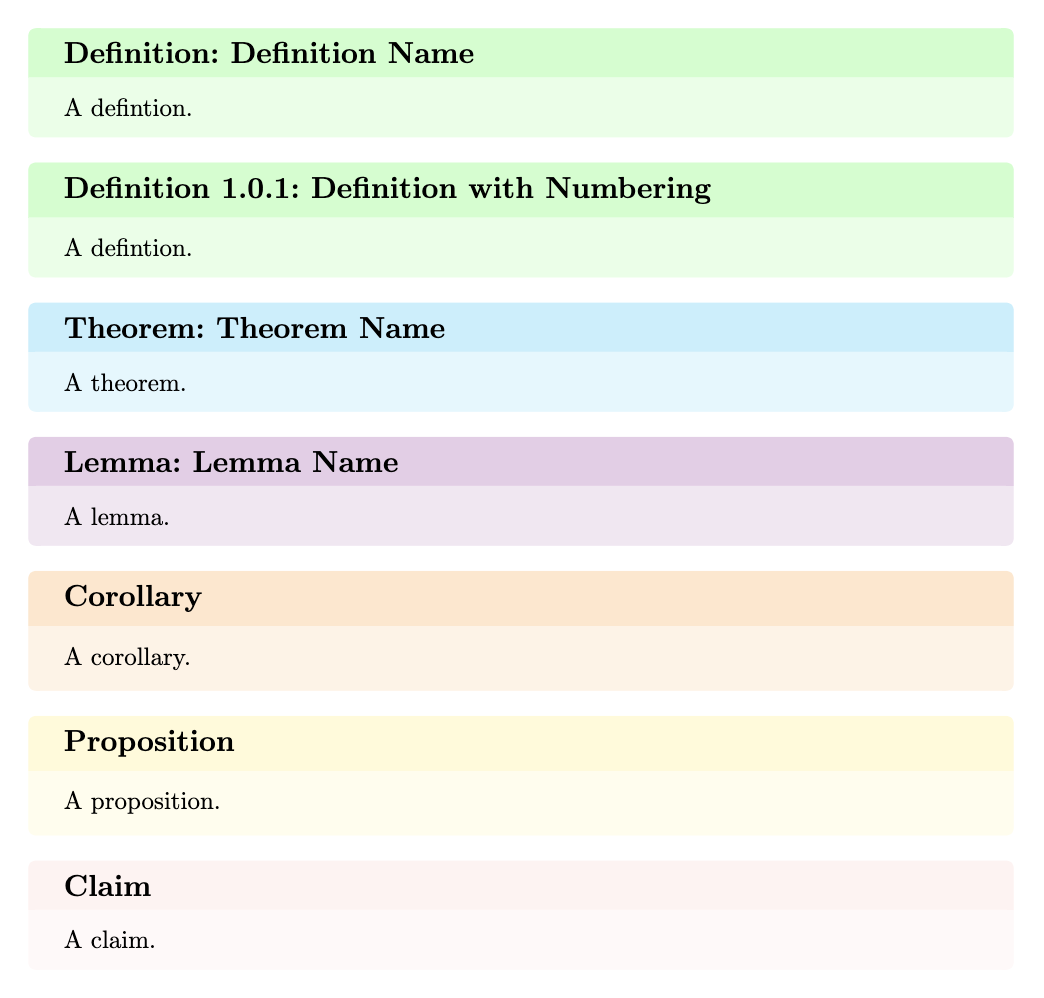 Definition: Definition Name
A defintion.
Definition 1.0.1: Definition with Numbering
A defintion.
Theorem: Theorem Name
A theorem.
Lemma: Lemma Name
A lemma.
Corollary
A corollary.
Proposition
A proposition.
Claim
A claim.